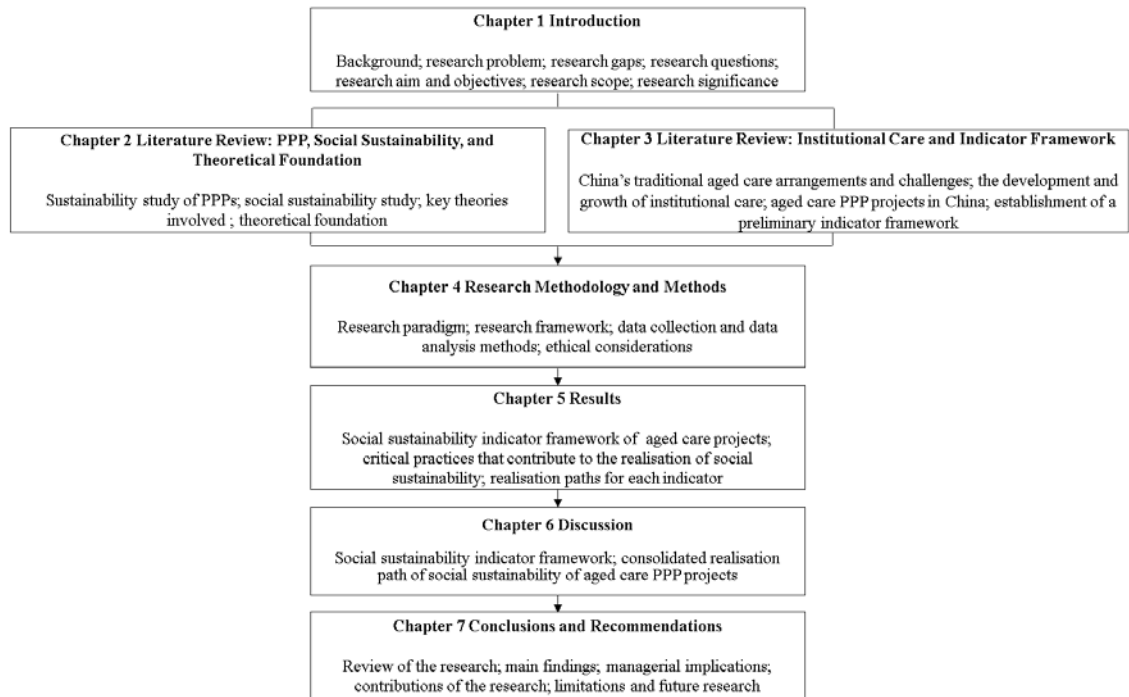 Chapter 1 Introduction
Background; research problem; research gaps; research questions;
research aim and objectives; research scope; research significance
Chapter 2 Literature Review: PPP, Social Sustainability, and
Theoretical Foundation
Sustainability study of PPPs; social sustainability study; key theories
involved ; theoretical foundation
Chapter 3 Literature Review: Institutional Care and Indicator Framework
China's traditional aged care arrangements and challenges; the development and
growth of institutional care; aged care PPP projects in China; establishment of a
preliminary indicator framework
Chapter 4 Research Methodology and Methods
Research paradigm; research framework; data collection and data
analysis methods; ethical considerations
Chapter 5 Results
Social sustainability indicator framework of aged care projects;
critical practices that contribute to the realisation of social
sustainability; realisation paths for each indicator
Chapter 6 Discussion
Social sustainability indicator framework; consolidated realisation
path of social sustainability of aged care PPP projects
Chapter 7 Conclusions and Recommendations
Review of the research; main findings; managerial implications;
contributions of the research; limitations and future research